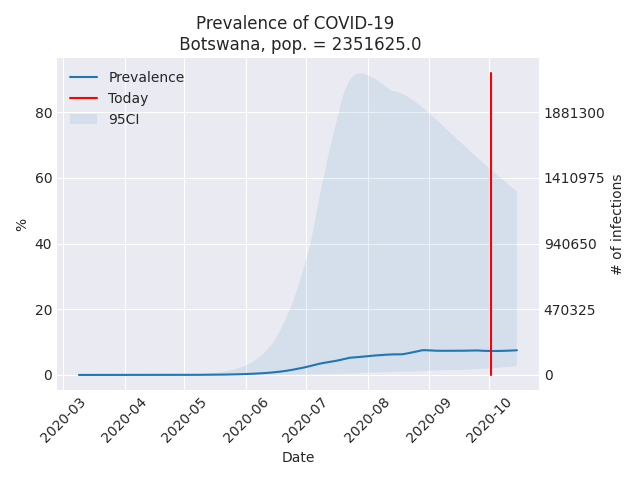 Prevalence of COVID-19
Botswana, pop. = 2351625.0
Prevalence
Today
95CI
80
60
40
20
0
%
1881300
1410975
940650
470325
0
# of infections
2020-03
2020-04
2020-05
2020-06
2020-07
2020-08
2020-09
2020-10
Date